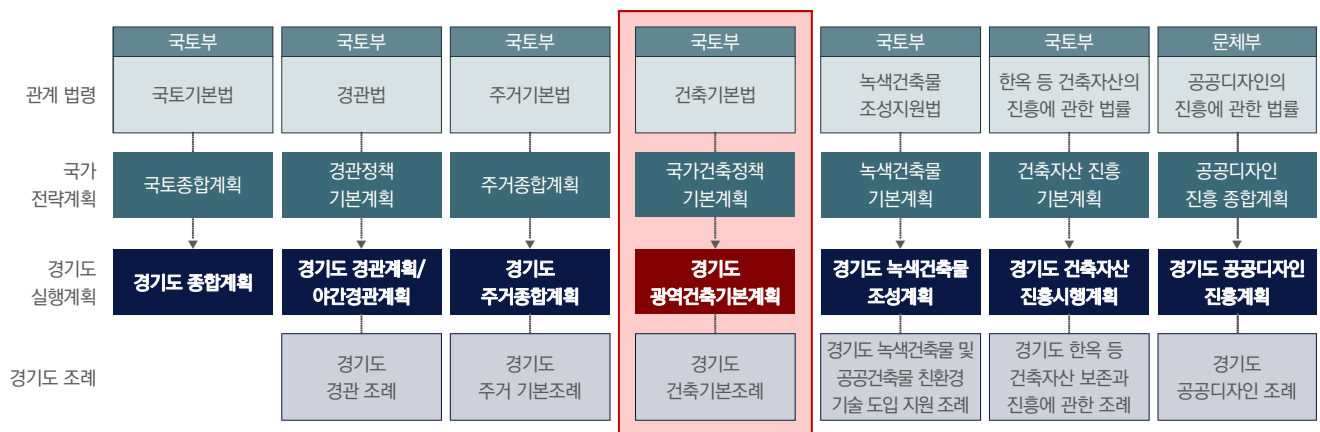 국토부 국토부 국토부 국토부 국토부 국토부 문체부
관계 법령
국토기본법
경관법
주거기본법
건축기본법
녹색건축물
조성지원법
한옥 등 건축자산의
진흥에 관한 법률
공공디자인의
진흥에 관한 법률
국가
전략계획
국토종합계획
경관정책
기본계획
주거종합계획
국가건축정책
기본계획
녹색건축물
기본계획
건축자산 진흥
기본계획
공공디자인
진흥 종합계획
경기도
실행계획
경기도 종합계획
경기도 경관계획/
야간경관계획
경기도
주거종합계획
경기도
광역건축기본계획
경기도 녹색건축물
조성계획
경기도 건축자산
진흥시행계획
경기도 공공디자인
진흥계획
경기도 조례
경기도
경관 조례
경기도
주거 기본조례
경기도
건축기본조례
경기도 녹색건축물 및
공공건축물 친환경
기술 도입 지원 조례
경기도 한옥 등
건축자산 보존과
진흥에 관한 조례
경기도
공공디자인 조례